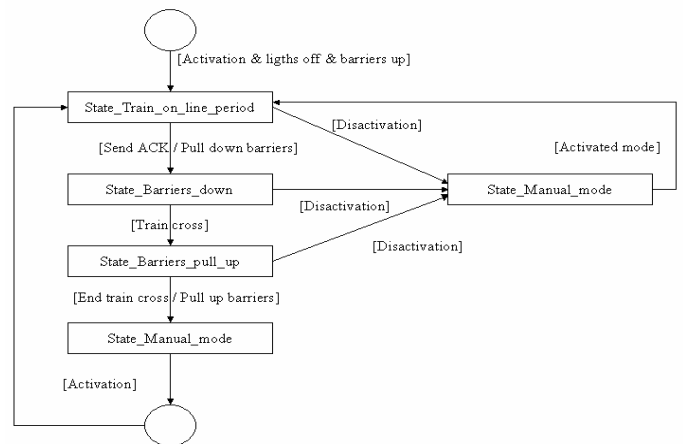 [Activation & ligths off & barriers up]
State_Train_on_line_period
[Disactivation]
[Send ACK / Pull down barriers]
[Activated mode]
State_Barriers_down
State_Manual_mode
[Disactivation]
[Train cross]
[Disactivation]
State_Barriers_pull_up
[End train cross / Pull up barriers]
State_Manual_mode
[Activation]